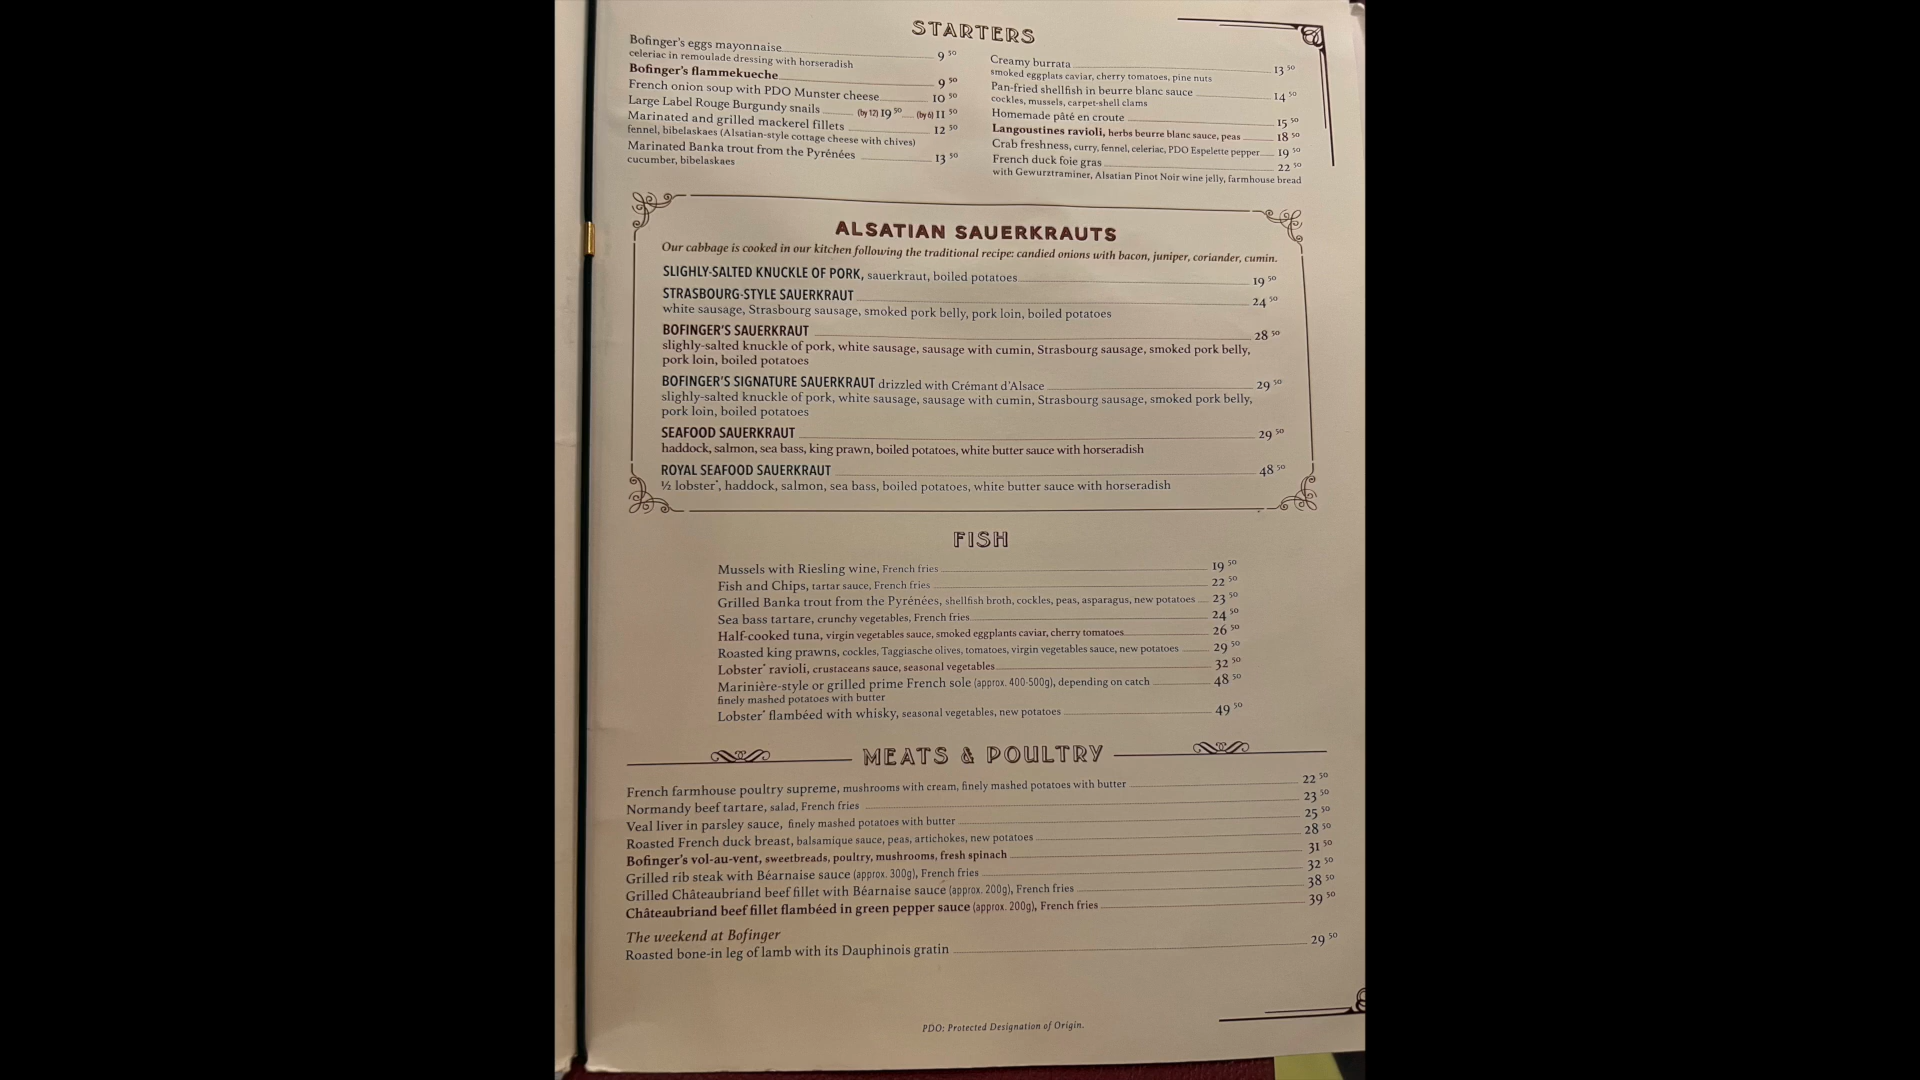 STARTERS
Bofinger's eggs mayonnaise 9 50
celeriac in remoulade dressing with horseradish
Bofinger's flammekueche 9 50
French onion soup with PDO Munster cheese 10 50
Large Label Rouge Burgundy snails (by 12) 19 50 (by 6) 11 50
Marinated and grilled mackerel fillets 12 50
fennel, bibelaskaes (Alsatian-style cottage cheese with chives)
Marinated Banka trout from the Pyrénées 13 50
cucumber, bibelaskaes
Creamy burrata 13 50
smoked eggplats caviar, cherry tomatoes, pine nuts
Pan-fried shellfish in beurre blanc sauce 14 50
cockles, mussels, carpet-shell clams
Homemade pâté en croute 15 50
Langoustines ravioli, herbs beurre blanc sauce, peas 18 50
Crab freshness, curry, fennel, celeriac, PDO Espelette pepper 19 50
French duck foie gras 22 50
with Gewurztraminer, Alsatian Pinot Noir wine jelly, farmhouse bread
ALSATIAN SAUERKRAUTS
Our cabbage is cooked in our kitchen following the traditional recipe: candied onions with bacon, juniper, coriander, cumin.
SLIGHLY-SALTED KNUCKLE OF PORK, sauerkraut, boiled potatoes 19 50
STRASBOURG-STYLE SAUERKRAUT 24 50
white sausage, Strasbourg sausage, smoked pork belly, pork loin, boiled potatoes
BOFINGER'S SAUERKRAUT 28 50
slighly-salted knuckle of pork, white sausage, sausage with cumin, Strasbourg sausage, smoked pork belly,
pork loin, boiled potatoes
BOFINGER'S SIGNATURE SAUERKRAUT drizzled with Crémant d'Alsace 29 50
slighly-salted knuckle of pork, white sausage, sausage with cumin, Strasbourg sausage, smoked pork belly,
pork loin, boiled potatoes
SEAFOOD SAUERKRAUT 29 50
haddock, salmon, sea bass, king prawn, boiled potatoes, white butter sauce with horseradish
ROYAL SEAFOOD SAUERKRAUT 48 50
½ lobster*, haddock, salmon, sea bass, boiled potatoes, white butter sauce with horseradish
FISH
Mussels with Riesling wine, French fries 19 50
Fish and Chips, tartar sauce, French fries 22 50
Grilled Banka trout from the Pyrénées, shellfish broth, cockles, peas, asparagus, new potatoes 23 50
Sea bass tartare, crunchy vegetables, French fries 24 50
Half-cooked tuna, virgin vegetables sauce, smoked eggplants caviar, cherry tomatoes 26 50
Roasted king prawns, cockles, Taggiasche olives, tomatoes, virgin vegetables sauce, new potatoes 29 50
Lobster* ravioli, crustaceans sauce, seasonal vegetables 32 50
Marinière-style or grilled prime French sole (approx. 400-500g), depending on catch 48 50
finely mashed potatoes with butter
Lobster* flambéed with whisky, seasonal vegetables, new potatoes 49 50
MEATS & POULTRY
French farmhouse poultry supreme, mushrooms with cream, finely mashed potatoes with butter 22 50
Normandy beef tartare, salad, French fries 23 50
Veal liver in parsley sauce, finely mashed potatoes with butter 25 50
Roasted French duck breast, balsamique sauce, peas, artichokes, new potatoes 28 50
Bofinger's vol-au-vent, sweetbreads, poultry, mushrooms, fresh spinach 31 50
Grilled rib steak with Béarnaise sauce (approx. 300g), French fries 32 50
Grilled Châteaubriand beef fillet with Béarnaise sauce (approx. 200g), French fries 38 50
Châteaubriand beef fillet flambéed in green pepper sauce (approx. 200g), French fries 39 50
The weekend at Bofinger
Roasted bone-in leg of lamb with its Dauphinois gratin 29 50
PDO: Protected Designation of Origin.